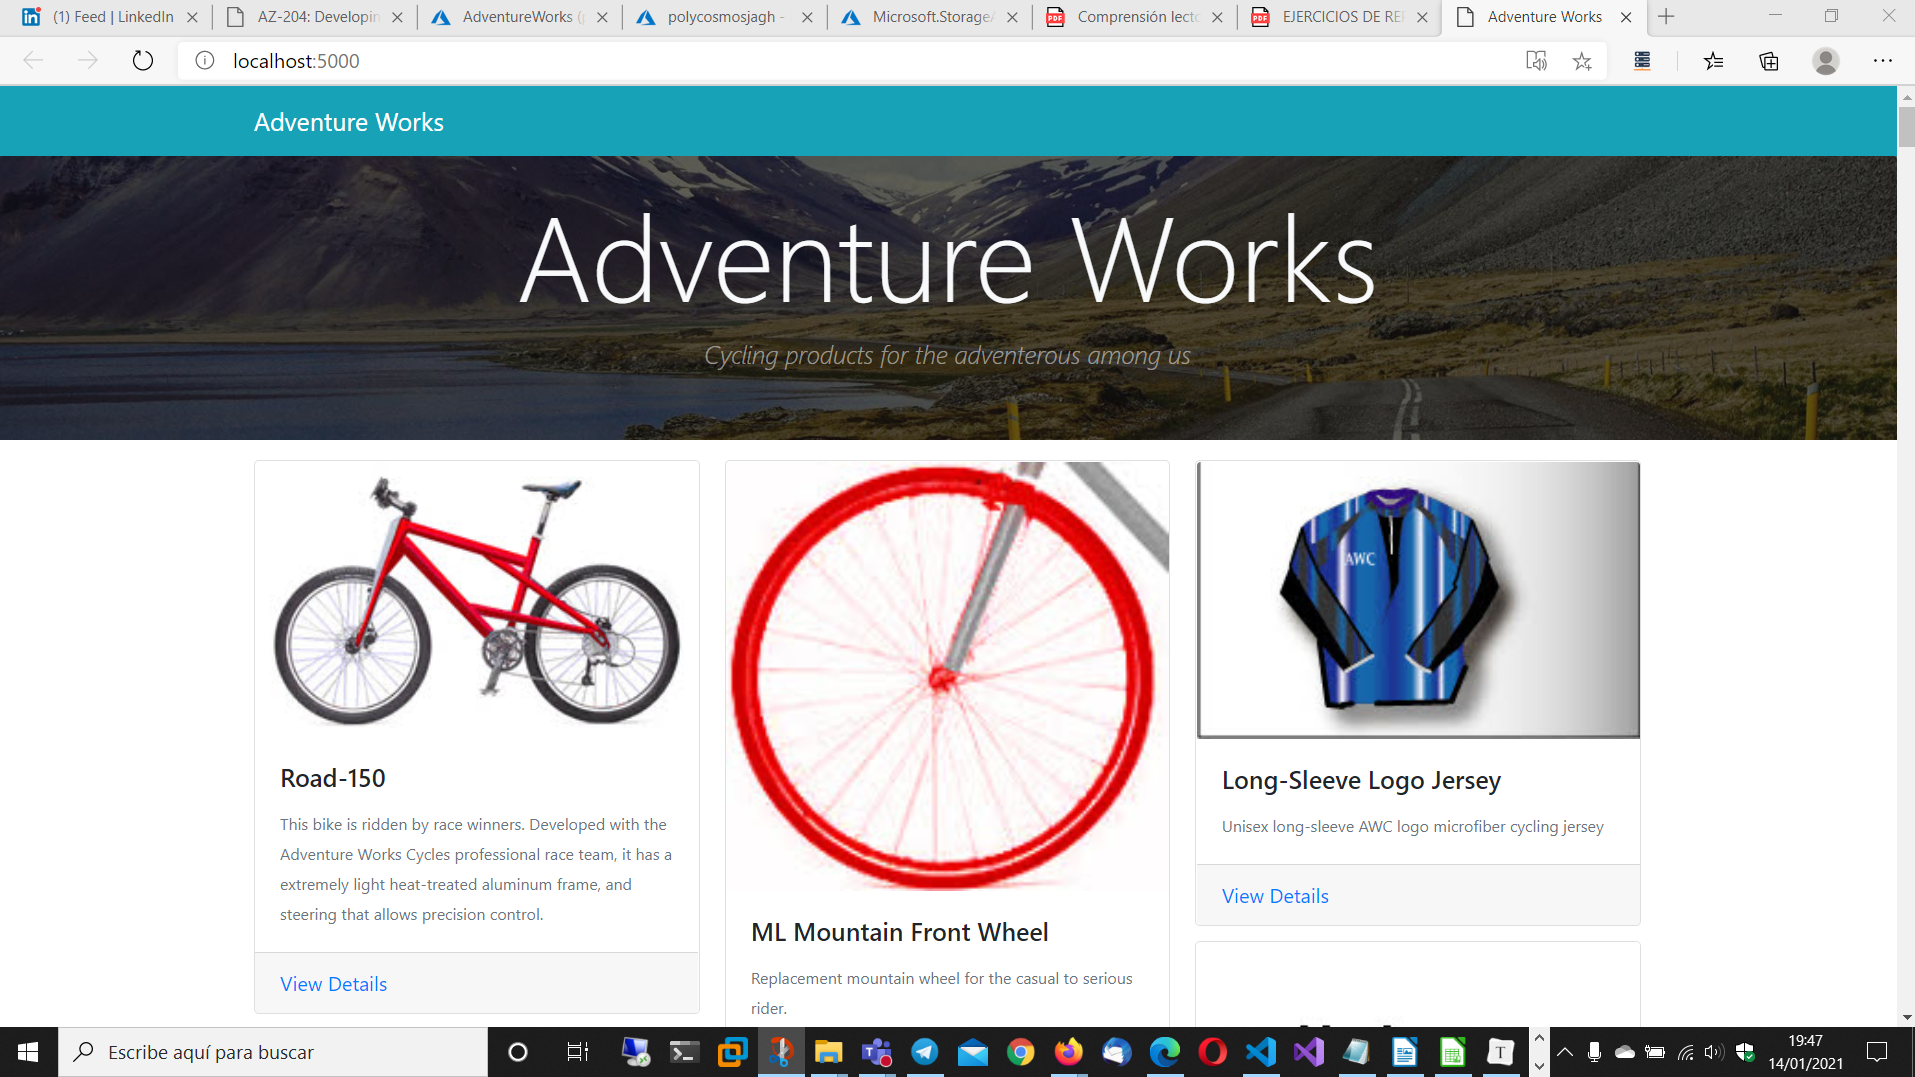 (1) Feed | LinkedIn
AZ-204: Developin
AdventureWorks (p
polycosmosjagh -
Microsoft.StorageA
Comprensión lecto
EJERCICIOS DE REF
Adventure Works
localhost:5000
Adventure Works
Adventure Works
Cycling products for the adventerous among us
AWC
Road-150
This bike is ridden by race winners. Developed with the
Adventure Works Cycles professional race team, it has a
extremely light heat-treated aluminum frame, and
steering that allows precision control.
View Details
ML Mountain Front Wheel
Replacement mountain wheel for the casual to serious
rider.
Long-Sleeve Logo Jersey
Unisex long-sleeve AWC logo microfiber cycling jersey
View Details
Escribe aquí para buscar
19:47
14/01/2021